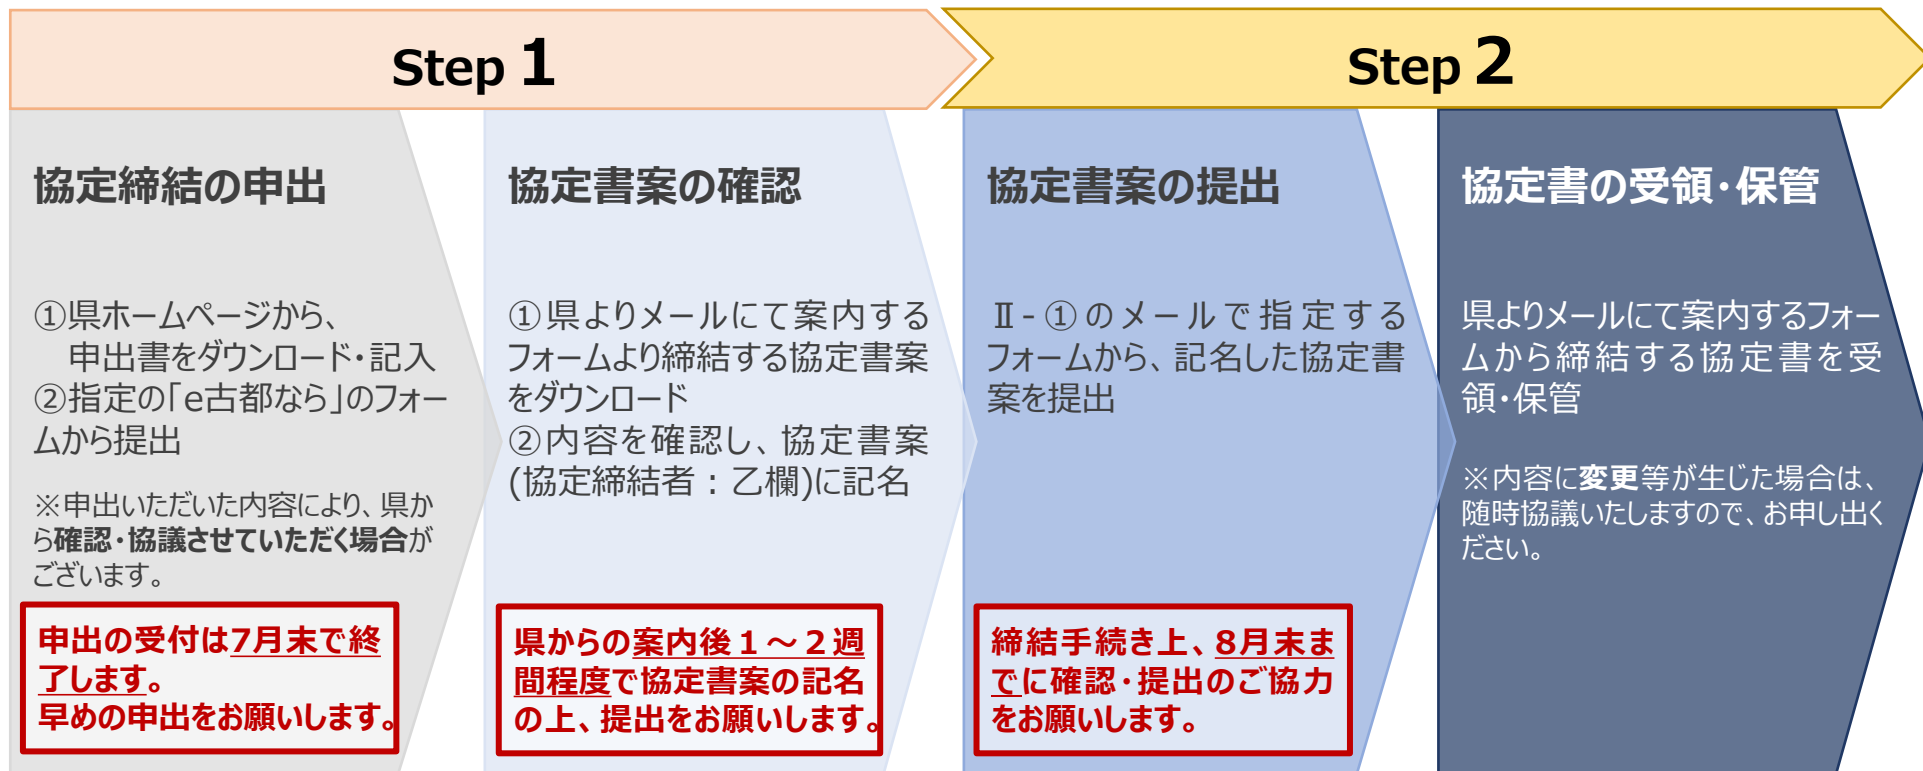 Step 1
Step 2
協定締結の申出
①県ホームページから、
申出書をダウンロード・記入
②指定の「e古都なら」のフォー
ムから提出
※申出いただいた内容により、県か
ら確認・協議させていただく場合が
ございます。
申出の受付は7月末で終
了します。
早めの申出をお願いします。
協定書案の確認
①県よりメールにて案内する
フォームより締結する協定書案
をダウンロード
②内容を確認し、協定書案
(協定締結者：乙欄)に記名
県からの案内後１～２週
間程度で協定書案の記名
の上、提出をお願いします。
協定書案の提出
Ⅱ-①のメールで指定する
フォームから、記名した協定書
案を提出
締結手続き上、8月末ま
でに確認・提出のご協力
をお願いします。
協定書の受領・保管
県よりメールにて案内するフォー
ムから締結する協定書を受
領・保管
※内容に変更等が生じた場合は、
随時協議いたしますので、お申し出く
ださい。